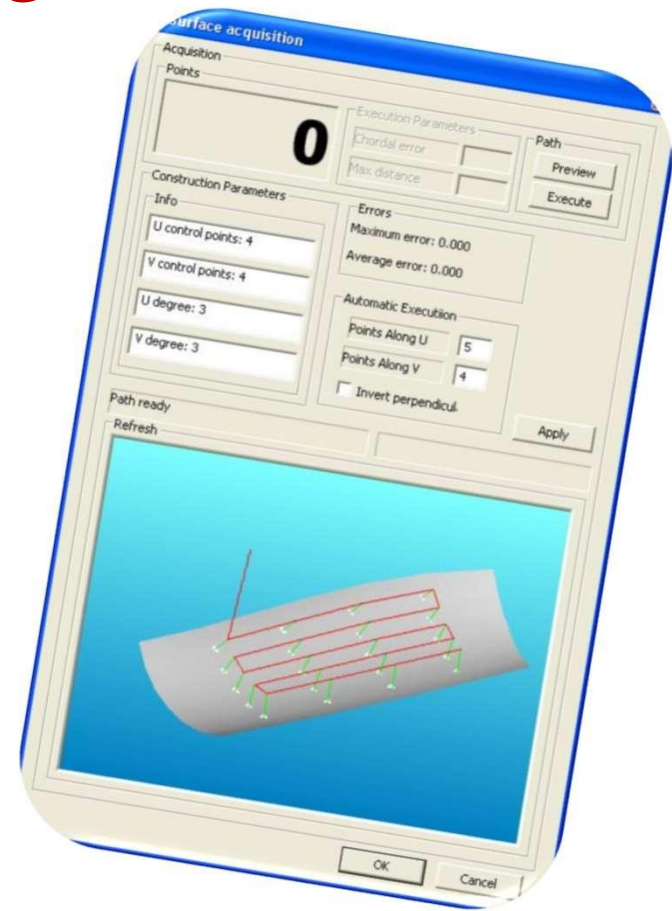 Surface acquisition
Acquisition
Points
0
Execution Parameters
Chordal error
Max distance
Path
Preview
Execute
Construction Parameters
Info
U control points: 4
V control points: 4
U degree: 3
V degree: 3
Errors
Maximum error: 0.000
Average error: 0.000
Automatic Executiion
Points Along U 5
Points Along V 4
Invert perpendicul
Apply
Path ready
Refresh
OK
Cancel